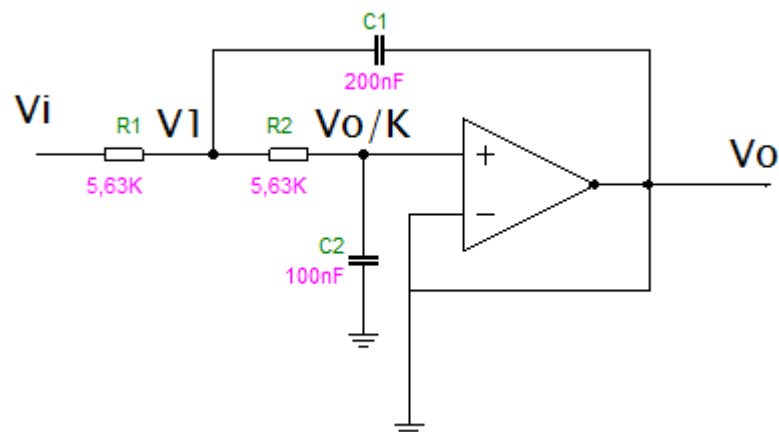 C1
200nF
Vi
R1
V1
R2
Vo/K
Vo
5,63K
5,63K
+
−
C2
100nF